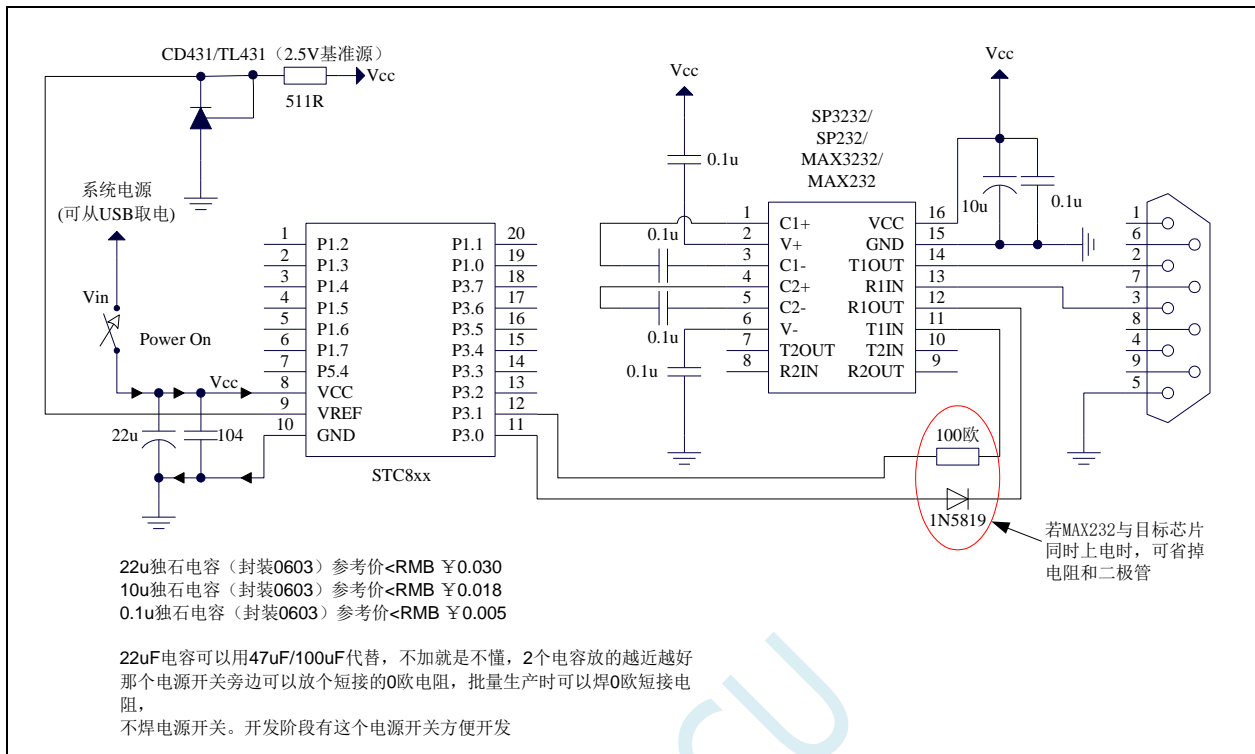 CD431/TL431（2.5V基准源）
Vcc
511R
系统电源
(可从USB取电)
Vin
Power On
Vcc
22u
104
1
P1.2
2
P1.3
3
P1.4
4
P1.5
5
P1.6
6
P1.7
7
P5.4
8
VCC
9
VREF
10
GND
P1.1
20
P1.0
19
P3.7
18
P3.6
17
P3.5
16
P3.4
15
P3.3
14
P3.2
13
P3.1
12
P3.0
11
STC8xx
Vcc
0.1u
0.1u
0.1u
0.1u
SP3232/
SP232/
MAX3232/
MAX232
1
C1+
2
V+
3
C1-
4
C2+
5
C2-
6
V-
7
T2OUT
8
R2IN
VCC
16
GND
15
T1OUT
14
R1IN
13
R1OUT
12
T1IN
11
T2IN
10
R2OUT
9
Vcc
10u
0.1u
1
6
2
7
3
8
4
9
5
100欧
1N5819
若MAX232与目标芯片
同时上电时，可省掉
电阻和二极管
22u独石电容（封装0603）参考价<RMB ￥0.030
10u独石电容（封装0603）参考价<RMB ￥0.018
0.1u独石电容（封装0603）参考价<RMB ￥0.005
22uF电容可以用47uF/100uF代替，不加就是不懂，2个电容放的越近越好
那个电源开关旁边可以放个短接的0欧电阻，批量生产时可以焊0欧短接电
阻，
不焊电源开关。开发阶段有这个电源开关方便开发
CU